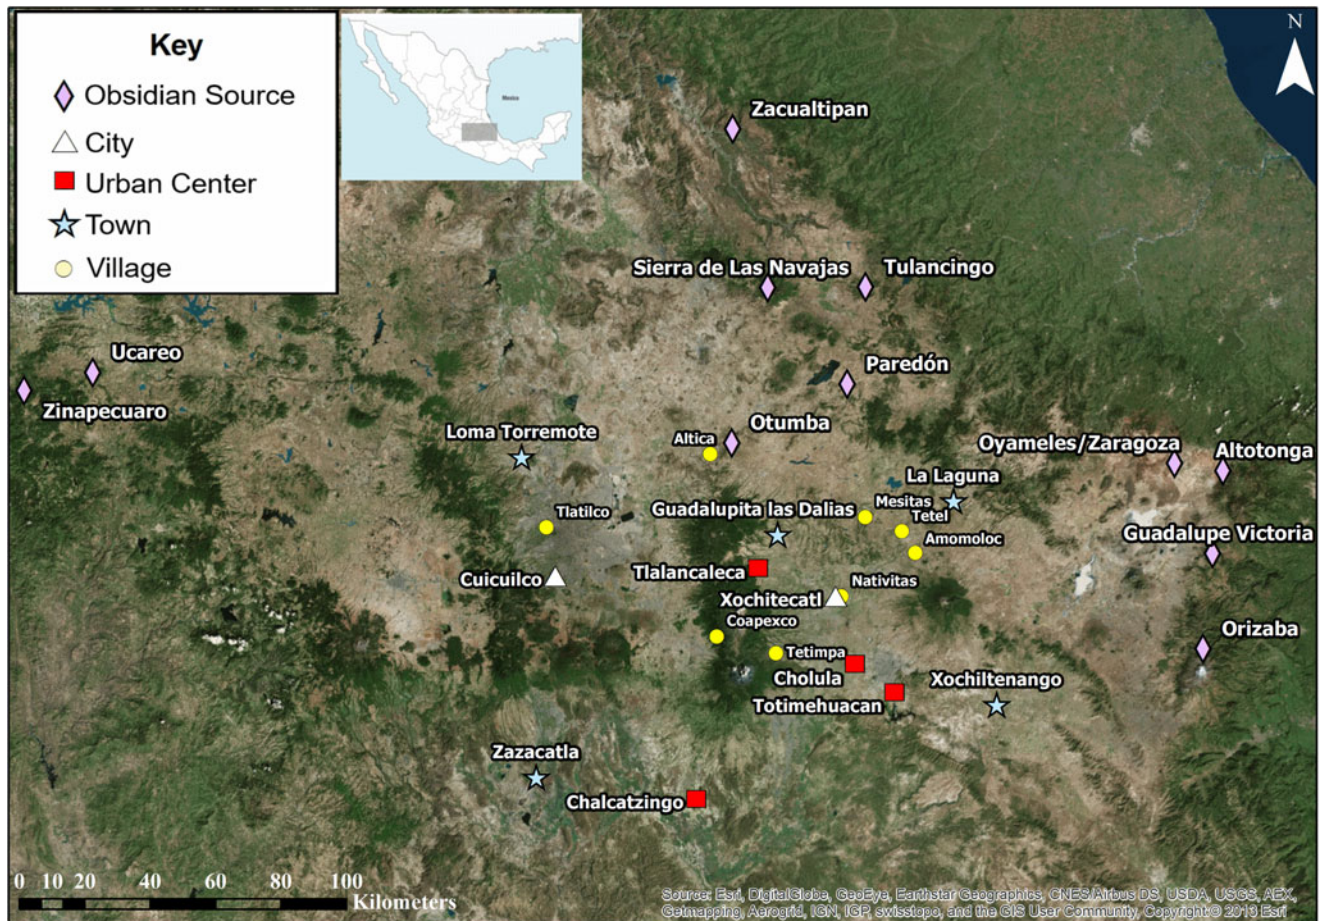 Key
Obsidian Source
City
Urban Center
Town
Village
Mexico
N
Zacualtipan
Sierra de Las Navajas
Tulancingo
Ucareo
Zinapecuaro
Paredón
Loma Torremote
Altica
Otumba
Oyameles/Zaragoza
Altotonga
La Laguna
Tlatilco
Guadalupita las Dalias
Mesitas
Tetel
Amomoloc
Guadalupe Victoria
Cuicuilco
Tlalancaleca
Nativitas
Xochitecatl
Coapexco
Orizaba
Tetimpa
Cholula
Xochiltenango
Totimehuacan
Zazacatla
Chalcatzingo
0 10 20 40 60 80 100
Kilometers
Source: Esri, DigitalGlobe, GeoEye, Earthstar Geographics, CNES/Airbus DS, USDA, USGS, AEX,
Getmapping, Aerogrid, IGN, IGP, swisstopo, and the GIS User Community, Copyright:© 2013 Esri